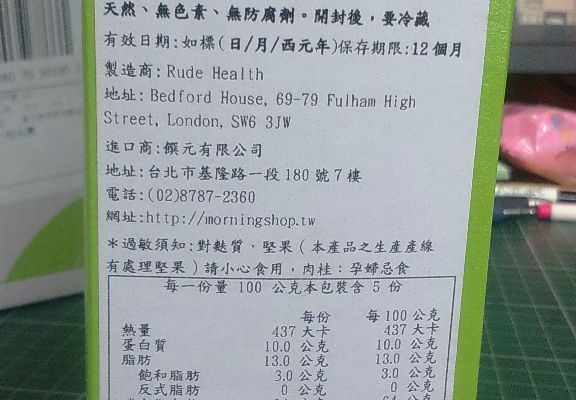 天然、無色素、無防腐劑。開封後，要冷藏
有效日期:如標(日/月/西元年)保存期限:12個月
製造商:Rude Health
地址:Bedford House, 69-79 Fulham High
Street, London, SW6 3JW
進口商:饌元有限公司
地址:台北市基隆路一段180號7樓
電話:(02)8787-2360
網址:http://morningshop.tw
*過敏須知:對麩質、堅果(本產品之生產產線
有處理堅果)請小心食用，肉桂:孕婦忌食
每一份量 100 公克本包裝含 5 份
每份 每100公克
熱量 437 大卡 437 大卡
蛋白質 10.0 公克 10.0 公克
脂肪 13.0 公克 13.0 公克
飽和脂肪 3.0 公克 3.0 公克
反式脂肪 0 公克 0 公克